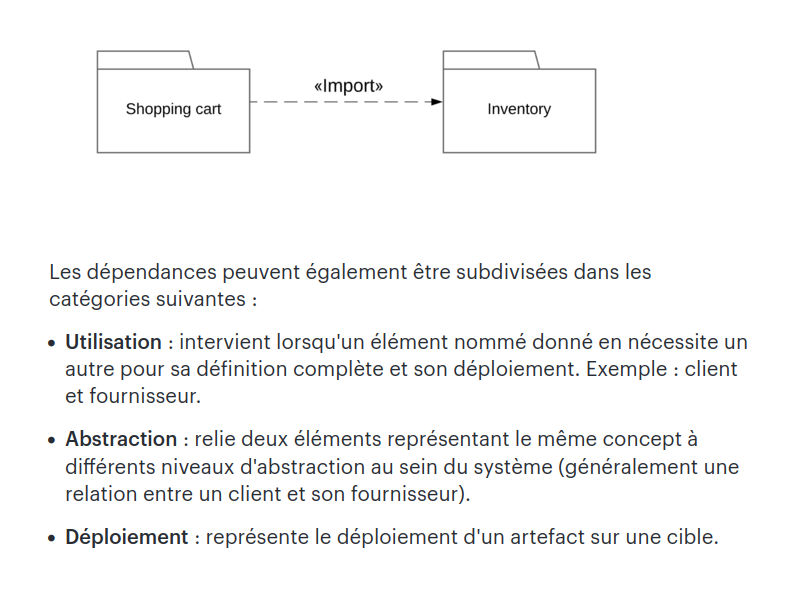 «Import»
Shopping cart
Inventory
Les dépendances peuvent également être subdivisées dans les
catégories suivantes :
• Utilisation : intervient lorsqu'un élément nommé donné en nécessite un
autre pour sa définition complète et son déploiement. Exemple : client
et fournisseur.
• Abstraction : relie deux éléments représentant le même concept à
différents niveaux d'abstraction au sein du système (généralement une
relation entre un client et son fournisseur).
• Déploiement : représente le déploiement d'un artefact sur une cible.